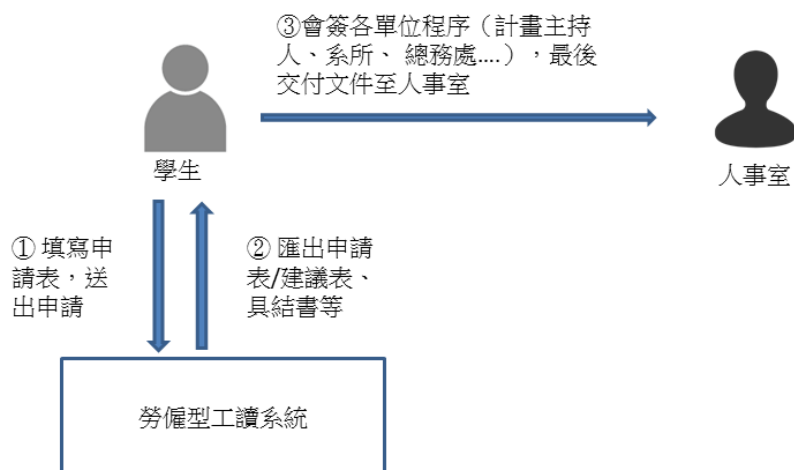 ③會簽各單位程序（計畫主持
人、系所、 總務處....），最後
交付文件至人事室
學生
人事室
① 填寫申
請表，送
出申請
② 匯出申請
表/建議表、
具結書等
勞僱型工讀系統